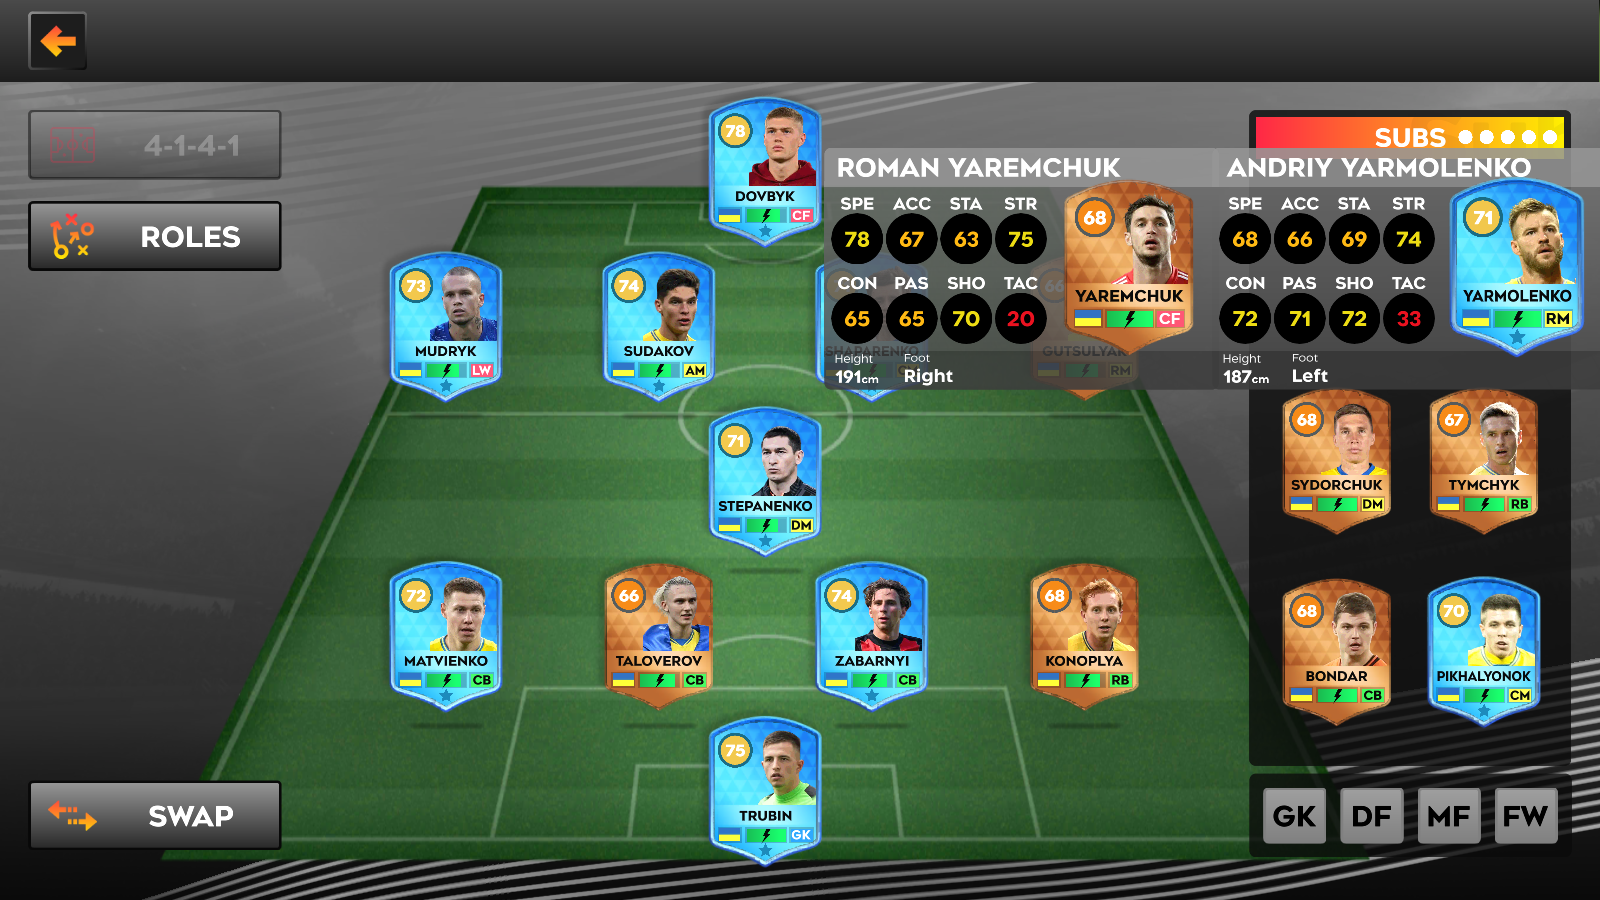 4-1-4-1
ROLES
SWAP
78
DOVBYK
CF
73
MUDRYK
LW
74
SUDAKOV
AM
SHAPARENKO
66
GUTSULYAK
RM
71
STEPANENKO
DM
72
MATVIENKO
CB
66
TALOVEROV
CB
74
ZABARNYI
CB
68
KONOPLYA
RB
75
TRUBIN
GK
SUBS
ROMAN YAREMCHUK
SPE ACC STA STR
78 67 63 75
CON PAS SHO TAC
65 65 70 20
Height Foot
191cm Right
68
YAREMCHUK
CF
ANDRIY YARMOLENKO
SPE ACC STA STR
68 66 69 74
CON PAS SHO TAC
72 71 72 33
Height Foot
187cm Left
71
YARMOLENKO
RM
68
SYDORCHUK
DM
67
TYMCHYK
RB
68
BONDAR
CB
70
PIKHALYONOK
CM
GK DF MF FW